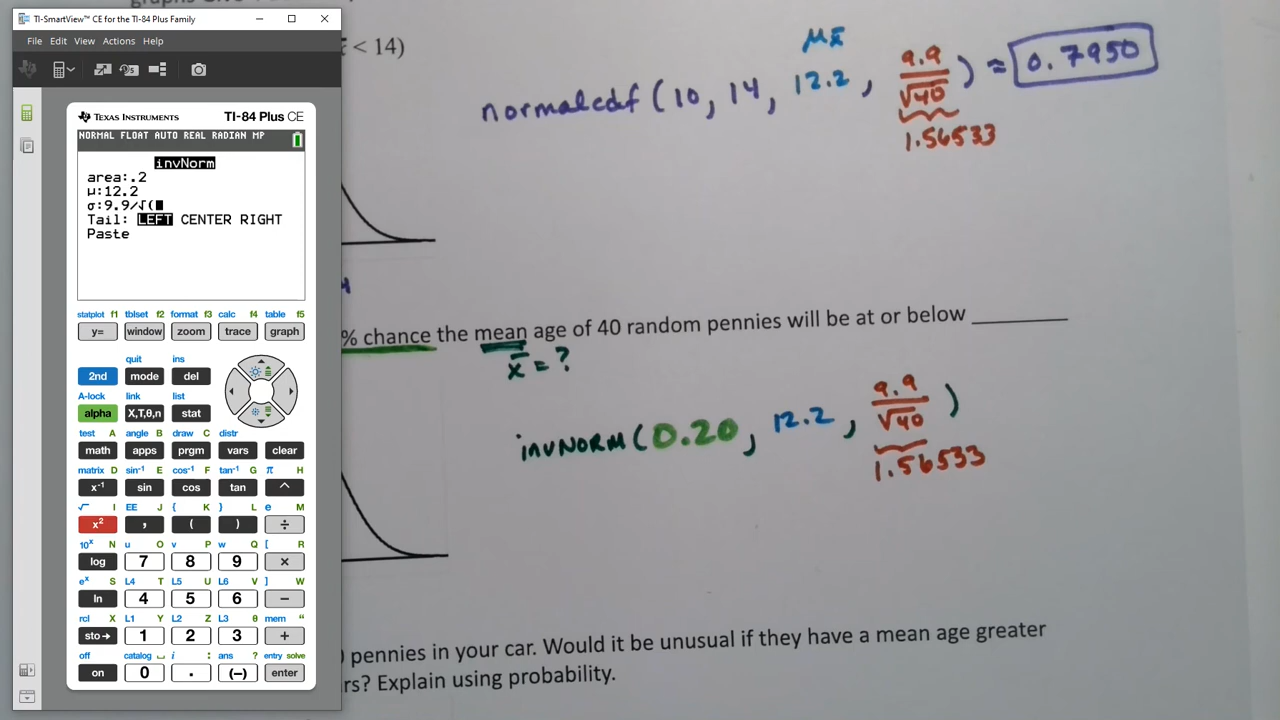 TI-SmartView™ CE for the TI-84 Plus Family
File Edit View Actions Help
TEXAS INSTRUMENTS TI-84 Plus CE
NORMAL FLOAT AUTO REAL RADIAN MP
invNorm
area:.2
μ:12.2
σ:9.9/√(
Tail: LEFT CENTER RIGHT
Paste
statplot f1 tblset f2 format f3 calc f4 table f5
y= window zoom trace graph
quit ins
2nd mode del
A-lock link list
alpha X,T,θ,n stat
test A angle B draw C distr
math apps prgm vars clear
matrix D sin⁻¹ E cos⁻¹ F tan⁻¹ G π H
x⁻¹ sin cos tan ^
√ I EE J { K } L e M
x² , ( ) ÷
10ˣ N u O v P w Q [ R
log 7 8 9 ×
eˣ S L4 T L5 U L6 V ] W
ln 4 5 6 −
rcl X L1 Y L2 Z L3 θ mem "
sto→ 1 2 3 +
off catalog i : ans ? entry solve
on 0 . (−) enter
< 14)
μx̄
normalcdf (10, 14, 12.2, 9.9/√40) ≈ 0.7950
1.56533
% chance the mean age of 40 random pennies will be at or below ________
x̄ = ?
invNORM(0.20, 12.2, 9.9/√40)
1.56533
pennies in your car. Would it be unusual if they have a mean age greater
rs? Explain using probability.